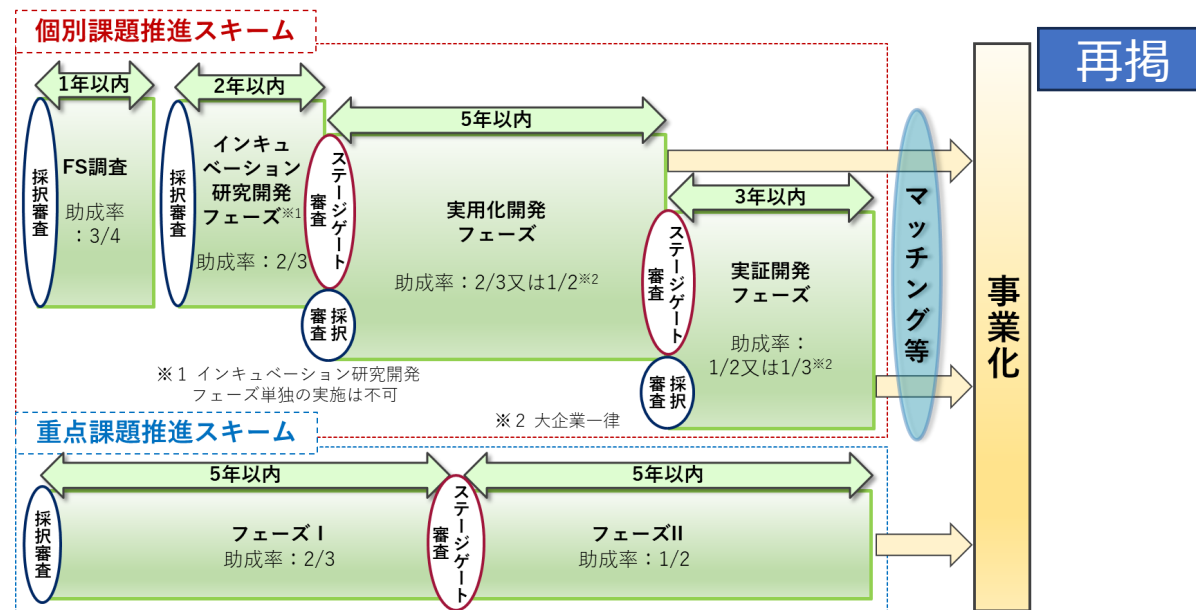 個別課題推進スキーム
再掲
1年以内
2年以内
5年以内
3年以内
採択審査
FS調査
助成率
：3/4
採択審査
インキュ
ベーション
研究開発
フェーズ※1
助成率：2/3
ステージゲート
審査
採択
審査
実用化開発
フェーズ
助成率：2/3又は1/2※2
ステージゲート
審査
採択
審査
実証開発
フェーズ
助成率：
1/2又は1/3※2
マッチング等
事業化
※１ インキュベーション研究開発
フェーズ単独の実施は不可
※２ 大企業一律
重点課題推進スキーム
5年以内
5年以内
採択審査
フェーズⅠ
助成率：2/3
ステージゲート
審査
フェーズII
助成率：1/2